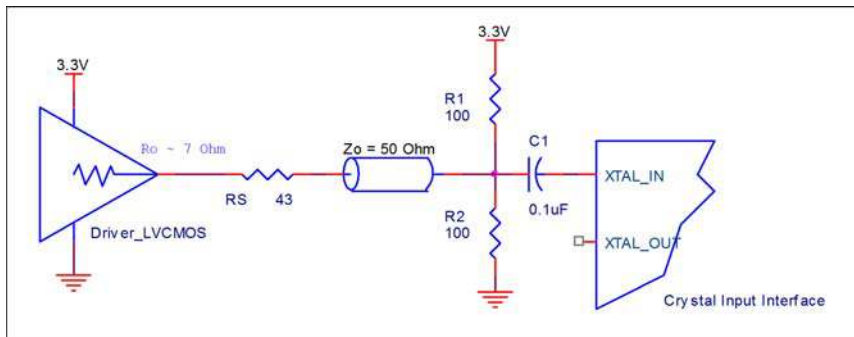 3.3V
3.3V
R1
100
Ro ~ 7 Ohm
Zo = 50 Ohm
C1
RS 43
XTAL_IN
0.1uF
R2
100
XTAL_OUT
Driver_LVCMOS
Crystal Input Interface